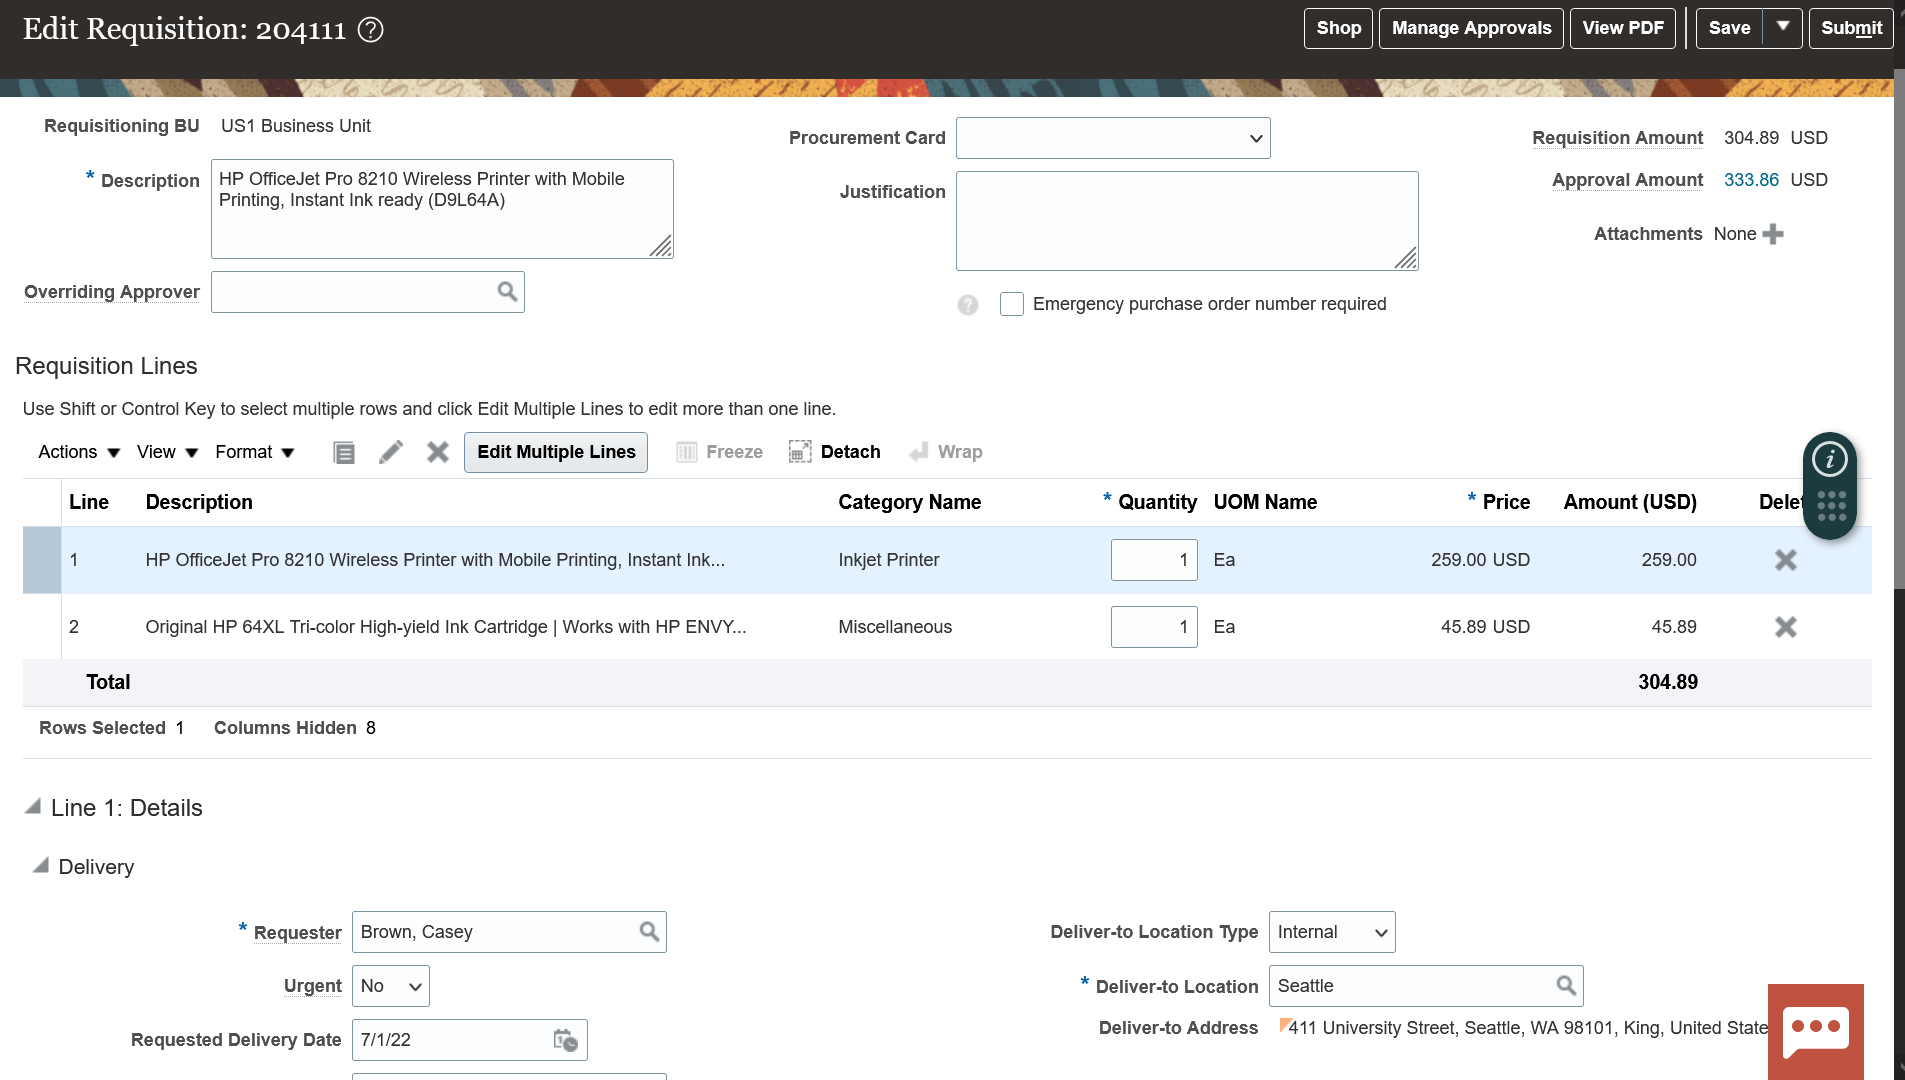 Edit Requisition: 204111 ?
Shop
Manage Approvals
View PDF
Save
Submit
Requisitioning BU US1 Business Unit
* Description
HP OfficeJet Pro 8210 Wireless Printer with Mobile
Printing, Instant Ink ready (D9L64A)
Overriding Approver
Procurement Card
Justification
? Emergency purchase order number required
Requisition Amount 304.89 USD
Approval Amount 333.86 USD
Attachments None
Requisition Lines
Use Shift or Control Key to select multiple rows and click Edit Multiple Lines to edit more than one line.
Actions View Format Edit Multiple Lines Freeze Detach Wrap
Line Description Category Name * Quantity UOM Name * Price Amount (USD) Delet
1 HP OfficeJet Pro 8210 Wireless Printer with Mobile Printing, Instant Ink... Inkjet Printer 1 Ea 259.00 USD 259.00
2 Original HP 64XL Tri-color High-yield Ink Cartridge | Works with HP ENVY... Miscellaneous 1 Ea 45.89 USD 45.89
Total 304.89
Rows Selected 1 Columns Hidden 8
i
Line 1: Details
Delivery
* Requester Brown, Casey
Urgent No
Requested Delivery Date 7/1/22
Deliver-to Location Type Internal
* Deliver-to Location Seattle
Deliver-to Address 411 University Street, Seattle, WA 98101, King, United State